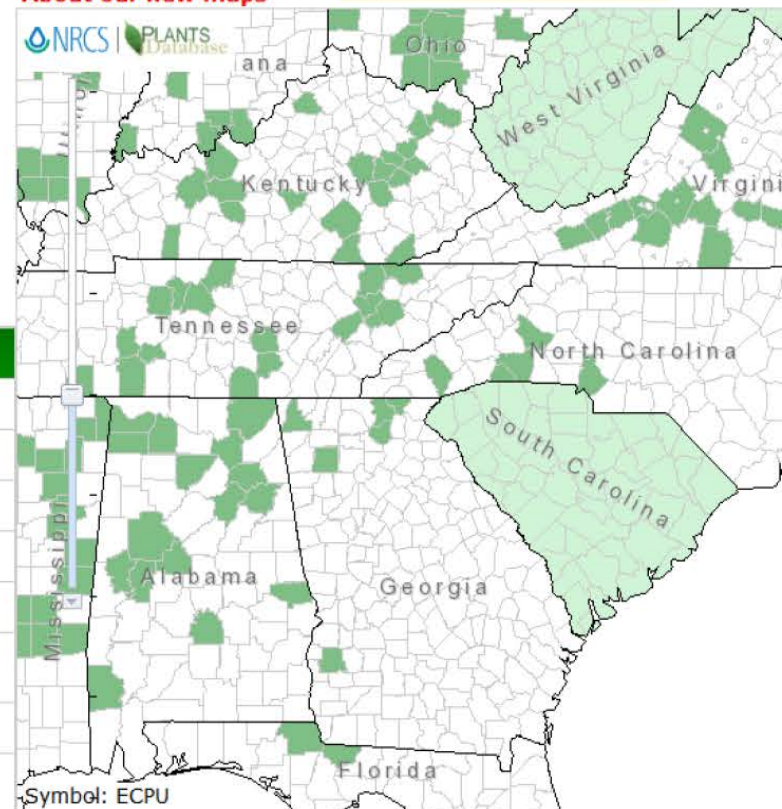 NRCS | PLANTS
Database
ana
Ohio
West Virginia
Kentucky
Virgini
Tennessee
North Carolina
South Carolina
Mississippi
Alabama
Georgia
Florida
Symbol: ECPU